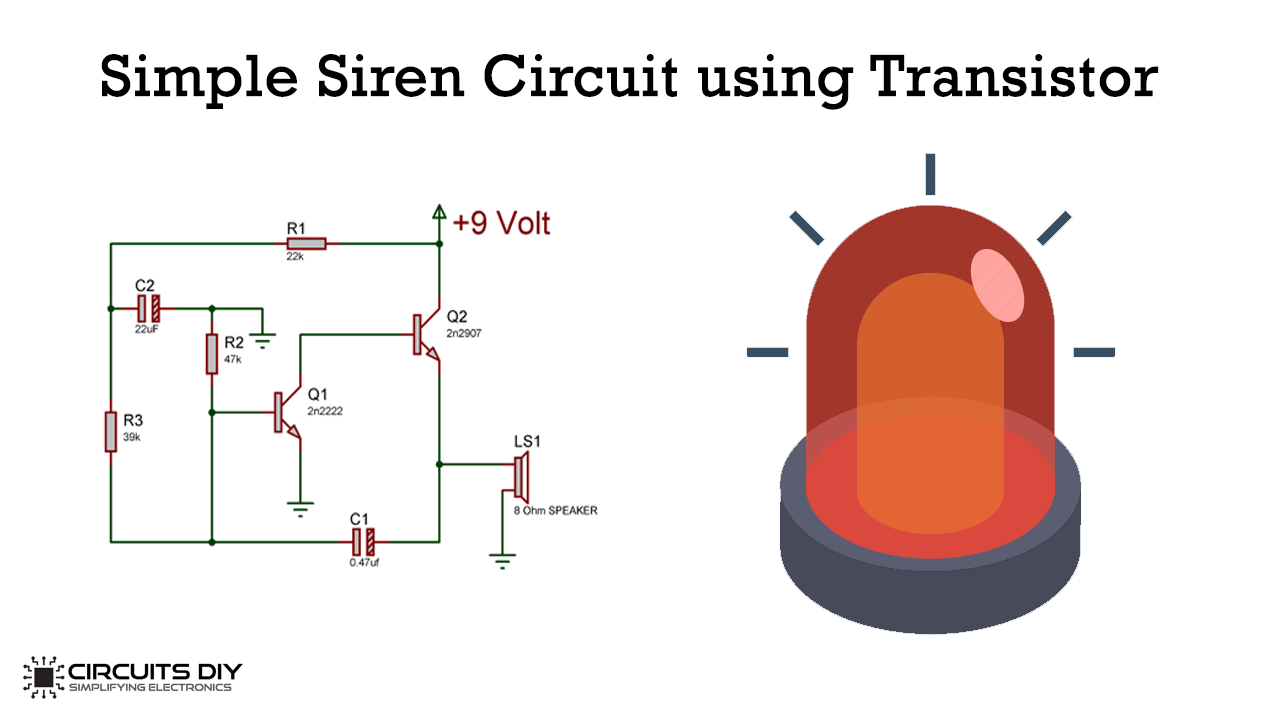 Simple Siren Circuit using Transistor
+9 Volt
R1
22k
C2
22uF
R2
47k
Q2
2n2907
Q1
2n2222
R3
39k
LS1
8 Ohm SPEAKER
C1
0.47uf
CIRCUITS DIY
SIMPLIFYING ELECTRONICS